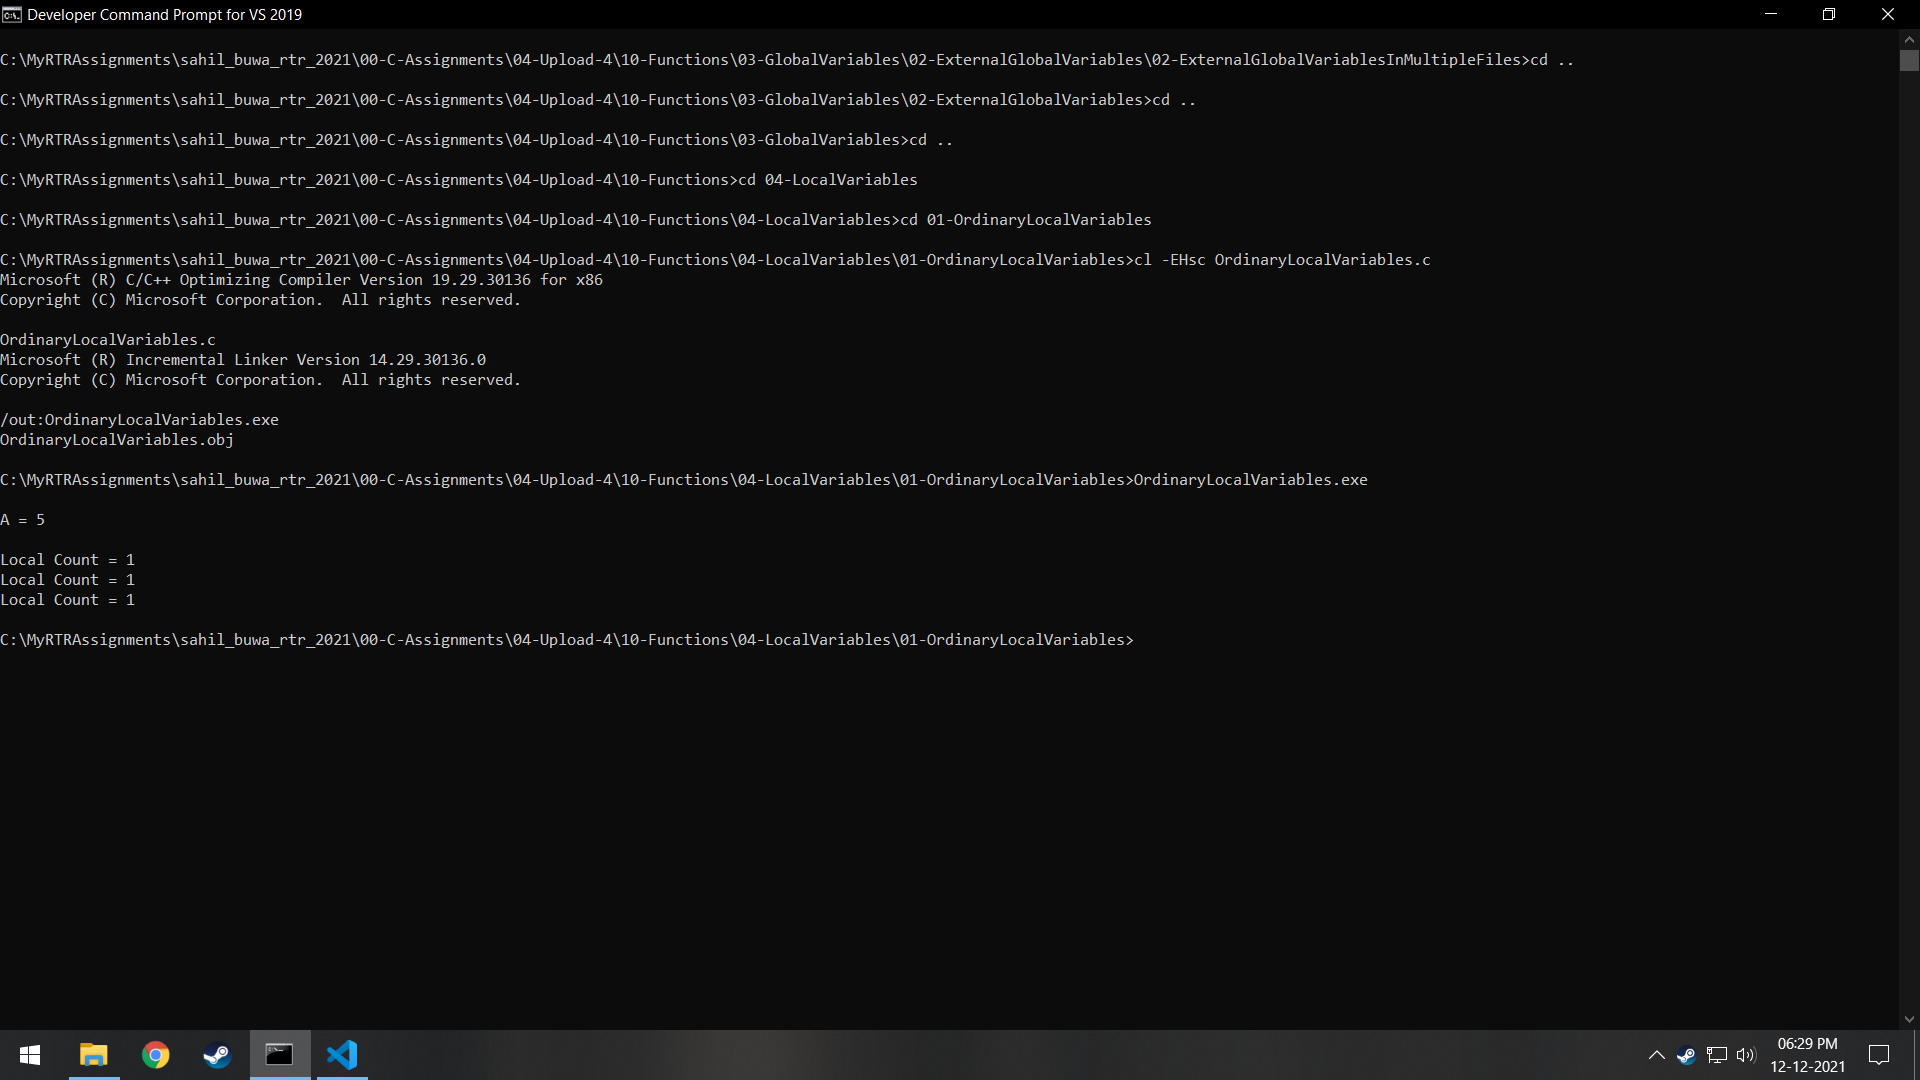 Developer Command Prompt for VS 2019
C:\MyRTRAssignments\sahil_buwa_rtr_2021\00-C-Assignments\04-Upload-4\10-Functions\03-GlobalVariables\02-ExternalGlobalVariables\02-ExternalGlobalVariablesInMultipleFiles>cd ..
C:\MyRTRAssignments\sahil_buwa_rtr_2021\00-C-Assignments\04-Upload-4\10-Functions\03-GlobalVariables\02-ExternalGlobalVariables>cd ..
C:\MyRTRAssignments\sahil_buwa_rtr_2021\00-C-Assignments\04-Upload-4\10-Functions\03-GlobalVariables>cd ..
C:\MyRTRAssignments\sahil_buwa_rtr_2021\00-C-Assignments\04-Upload-4\10-Functions>cd 04-LocalVariables
C:\MyRTRAssignments\sahil_buwa_rtr_2021\00-C-Assignments\04-Upload-4\10-Functions\04-LocalVariables>cd 01-OrdinaryLocalVariables
C:\MyRTRAssignments\sahil_buwa_rtr_2021\00-C-Assignments\04-Upload-4\10-Functions\04-LocalVariables\01-OrdinaryLocalVariables>cl -EHsc OrdinaryLocalVariables.c
Microsoft (R) C/C++ Optimizing Compiler Version 19.29.30136 for x86
Copyright (C) Microsoft Corporation.  All rights reserved.
OrdinaryLocalVariables.c
Microsoft (R) Incremental Linker Version 14.29.30136.0
Copyright (C) Microsoft Corporation.  All rights reserved.
/out:OrdinaryLocalVariables.exe
OrdinaryLocalVariables.obj
C:\MyRTRAssignments\sahil_buwa_rtr_2021\00-C-Assignments\04-Upload-4\10-Functions\04-LocalVariables\01-OrdinaryLocalVariables>OrdinaryLocalVariables.exe
A = 5
Local Count = 1
Local Count = 1
Local Count = 1
C:\MyRTRAssignments\sahil_buwa_rtr_2021\00-C-Assignments\04-Upload-4\10-Functions\04-LocalVariables\01-OrdinaryLocalVariables>
06:29 PM
12-12-2021